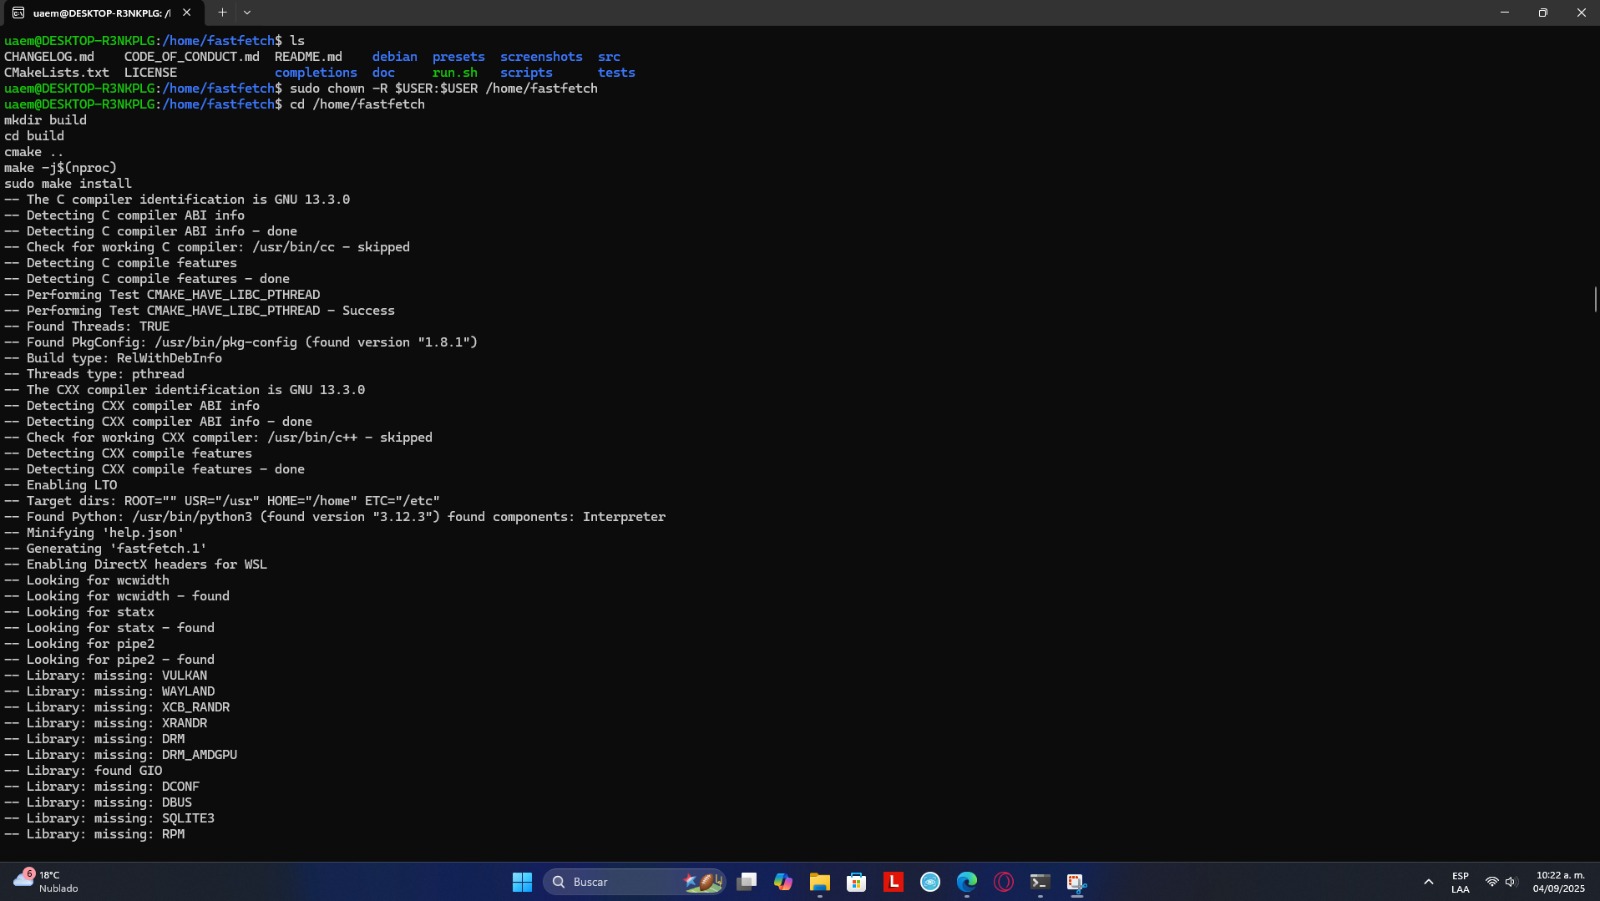 uaem@DESKTOP-R3NKPLG: /l
uaem@DESKTOP-R3NKPLG:/home/fastfetch$ ls
CHANGELOG.md CODE_OF_CONDUCT.md README.md debian presets screenshots src
CMakeLists.txt LICENSE completions doc run.sh scripts tests
uaem@DESKTOP-R3NKPLG:/home/fastfetch$ sudo chown -R $USER:$USER /home/fastfetch
uaem@DESKTOP-R3NKPLG:/home/fastfetch$ cd /home/fastfetch
mkdir build
cd build
cmake ..
make -j$(nproc)
sudo make install
-- The C compiler identification is GNU 13.3.0
-- Detecting C compiler ABI info
-- Detecting C compiler ABI info - done
-- Check for working C compiler: /usr/bin/cc - skipped
-- Detecting C compile features
-- Detecting C compile features - done
-- Performing Test CMAKE_HAVE_LIBC_PTHREAD
-- Performing Test CMAKE_HAVE_LIBC_PTHREAD - Success
-- Found Threads: TRUE
-- Found PkgConfig: /usr/bin/pkg-config (found version "1.8.1")
-- Build type: RelWithDebInfo
-- Threads type: pthread
-- The CXX compiler identification is GNU 13.3.0
-- Detecting CXX compiler ABI info
-- Detecting CXX compiler ABI info - done
-- Check for working CXX compiler: /usr/bin/c++ - skipped
-- Detecting CXX compile features
-- Detecting CXX compile features - done
-- Enabling LTO
-- Target dirs: ROOT="" USR="/usr" HOME="/home" ETC="/etc"
-- Found Python: /usr/bin/python3 (found version "3.12.3") found components: Interpreter
-- Minifying 'help.json'
-- Generating 'fastfetch.1'
-- Enabling DirectX headers for WSL
-- Looking for wcwidth
-- Looking for wcwidth - found
-- Looking for statx
-- Looking for statx - found
-- Looking for pipe2
-- Looking for pipe2 - found
-- Library: missing: VULKAN
-- Library: missing: WAYLAND
-- Library: missing: XCB_RANDR
-- Library: missing: XRANDR
-- Library: missing: DRM
-- Library: missing: DRM_AMDGPU
-- Library: found GIO
-- Library: missing: DCONF
-- Library: missing: DBUS
-- Library: missing: SQLITE3
-- Library: missing: RPM
6
18°C
Nublado
Buscar
L
ESP
LAA
10:22 a. m.
04/09/2025